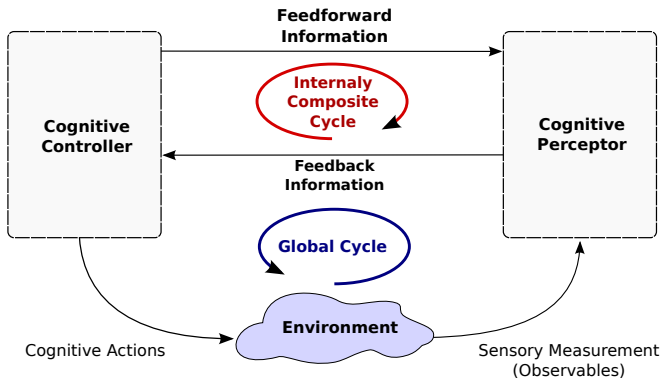 Feedforward
Information
Internaly
Composite
Cycle
Cognitive
Controller
Cognitive
Perceptor
Feedback
Information
Global Cycle
Environment
Cognitive Actions
Sensory Measurement
(Observables)